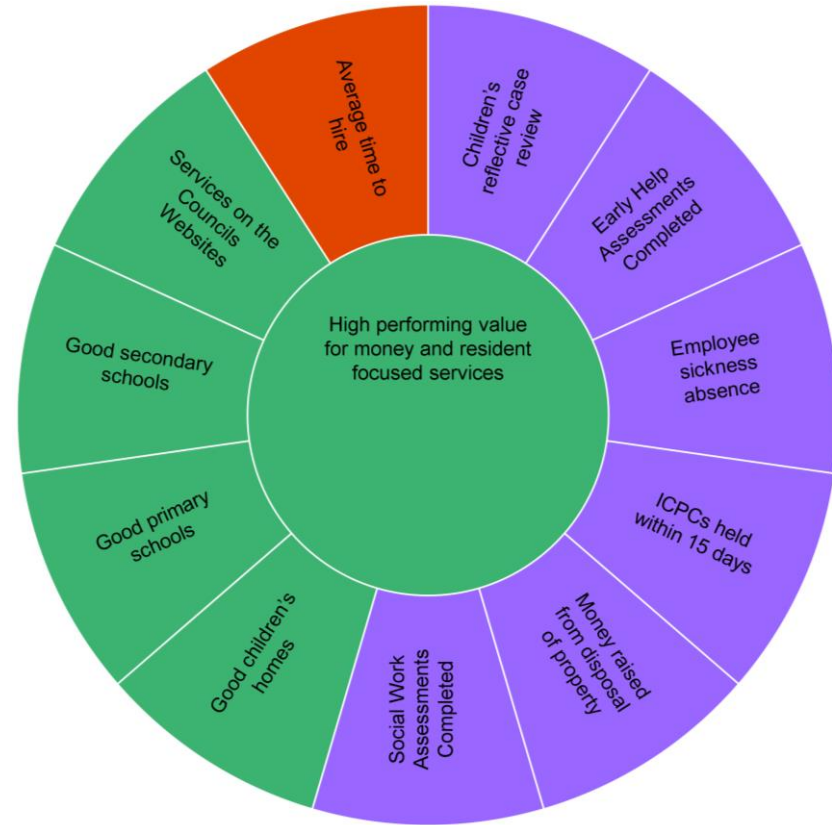 Average time to
hire
Children's
reflective case
review
Early Help
Assessments
Completed
Employee
sickness
absence
ICPCs held
within 15 days
Money raised
from disposal
of property
Social Work
Assessments
Completed
Good children's
homes
Good primary
schools
Good secondary
schools
Services on the
Councils
Websites
High performing value
for money and resident
focused services